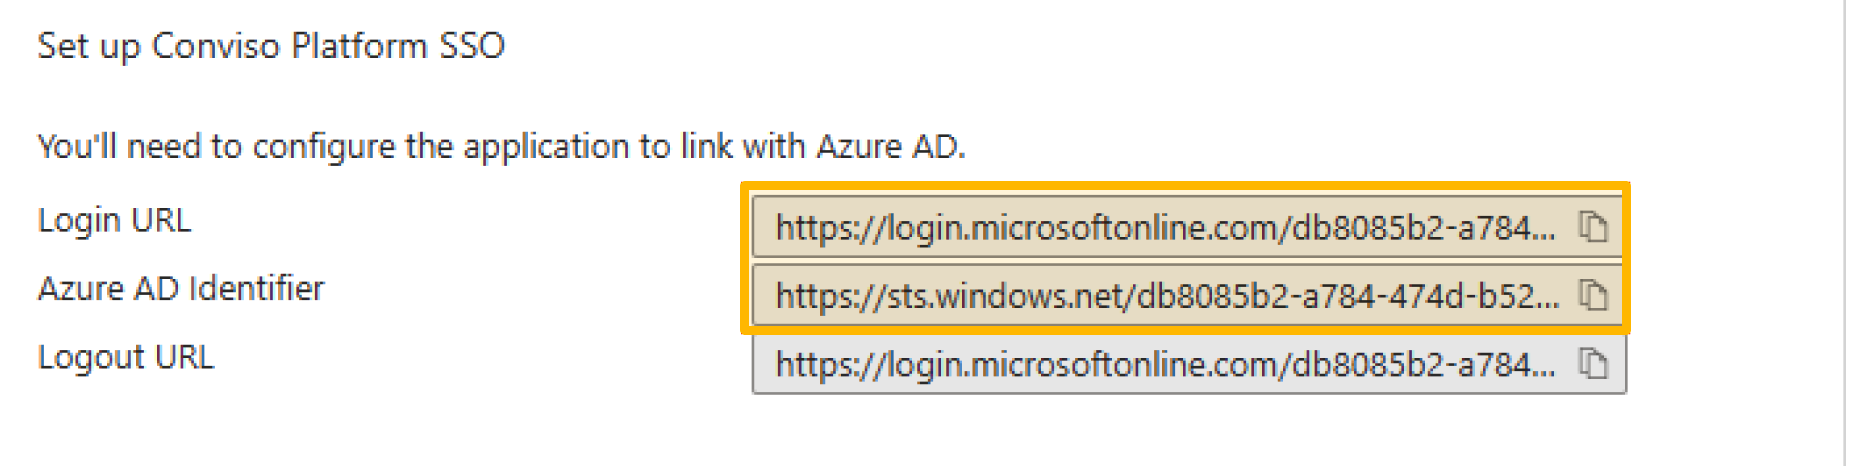 Set up Conviso Platform SSO
You'll need to configure the application to link with Azure AD.
Login URL
https://login.microsoftonline.com/db8085b2-a784...
Azure AD Identifier
https://sts.windows.net/db8085b2-a784-474d-b52...
Logout URL
https://login.microsoftonline.com/db8085b2-a784...